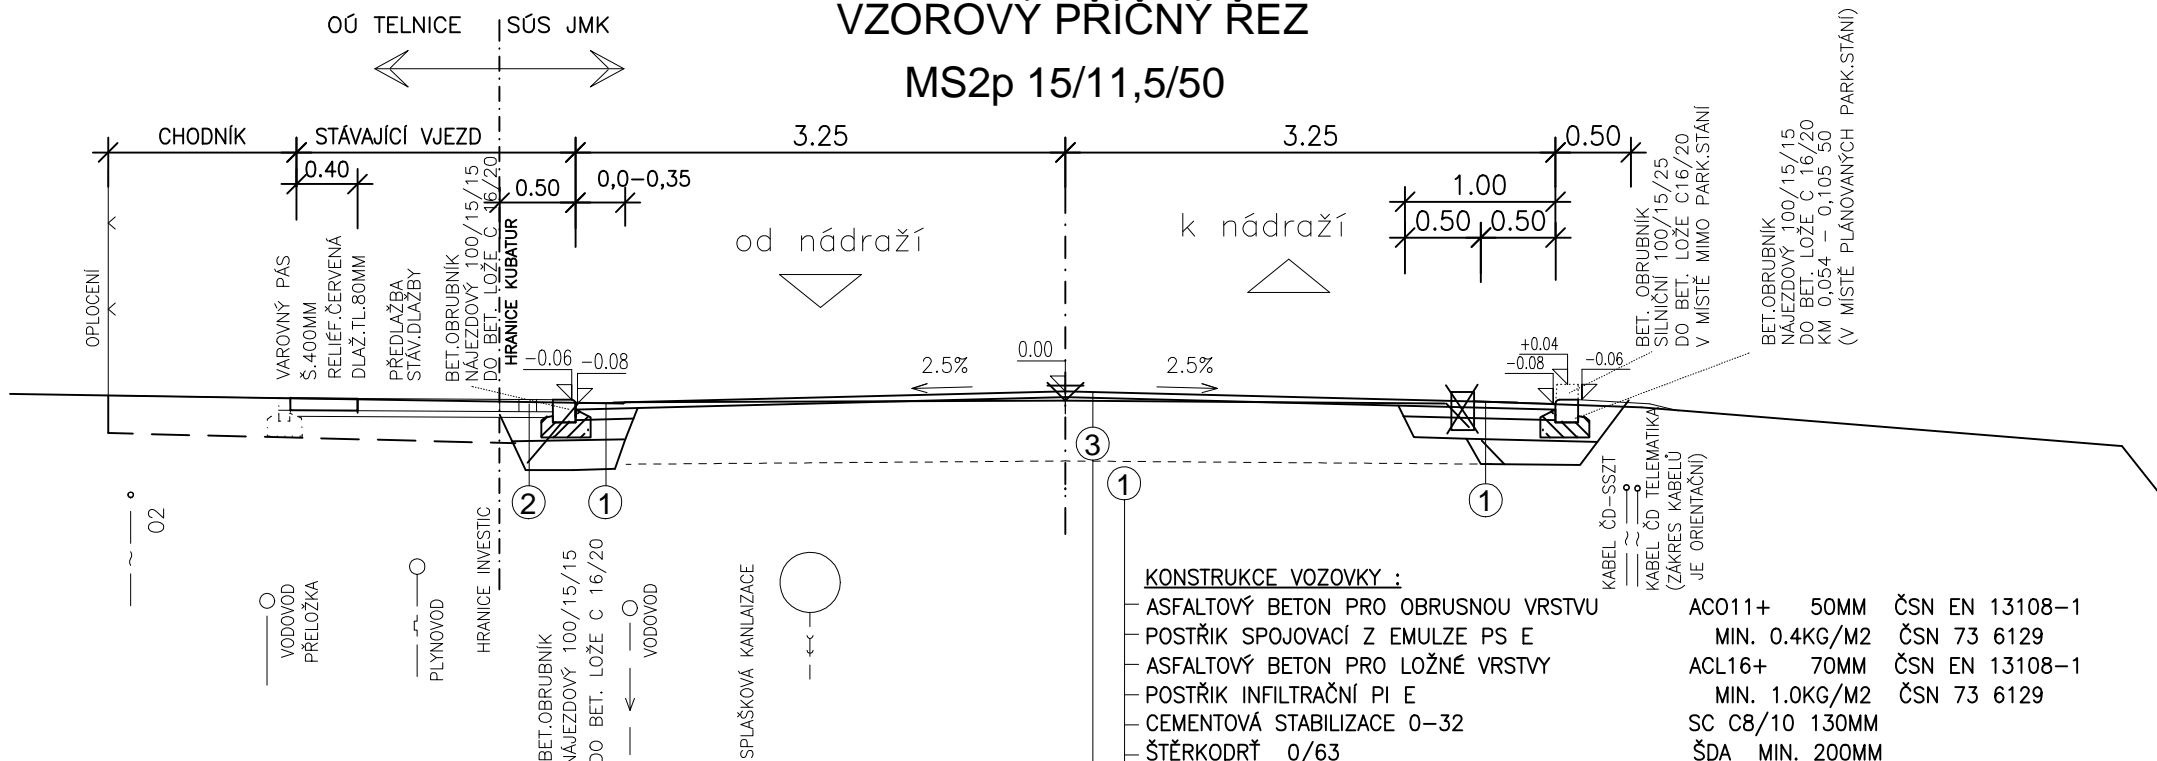 VZOROVÝ PŘÍČNÝ ŘEZ
MS2p 15/11,5/50
OÚ TELNICE
SÚS JMK
CHODNÍK
STÁVAJÍCÍ VJEZD
3.25
3.25
0.50
0.40
0.50
0,0-0,35
1.00
0.50
0.50
od nádraží
k nádraží
OPLOCENÍ
VAROVNÝ PÁS
Š.400MM
RELIÉF.ČERVENÁ
DLAŽ.TL.80MM
PŘEDLAŽBA
STÁV.DLAŽBY
BET.OBRUBNÍK
NÁJEZDOVÝ 100/15/15
DO BET. LOŽE C 16/20
HRANICE KUBATUR
BET. OBRUBNÍK
SILNIČNÍ 100/15/25
DO BET. LOŽE C16/20
V MÍSTĚ MIMO PARK.STÁNÍ
BET.OBRUBNÍK
NÁJEZDOVÝ 100/15/15
DO BET. LOŽE C 16/20
KM 0,054 - 0,105 50
(V MÍSTĚ PLÁNOVANÝCH PARK.STÁNÍ)
-0.06
-0.08
2.5%
0.00
2.5%
+0.04
-0.08
-0.06
2
1
3
1
1
O2
VODOVOD
PŘELOŽKA
PLYNOVOD
HRANICE INVESTIC
BET.OBRUBNÍK
NÁJEZDOVÝ 100/15/15
DO BET. LOŽE C 16/20
VODOVOD
SPLAŠKOVÁ KANLAIZACE
KABEL ČD-SSZT
KABEL ČD TELEMATIKA
(ZÁKRES KABELŮ
JE ORIENTAČNÍ)
KONSTRUKCE VOZOVKY :
ASFALTOVÝ BETON PRO OBRUSNOU VRSTVU ACO11+ 50MM ČSN EN 13108-1
POSTŘIK SPOJOVACÍ Z EMULZE PS E MIN. 0.4KG/M2 ČSN 73 6129
ASFALTOVÝ BETON PRO LOŽNÉ VRSTVY ACL16+ 70MM ČSN EN 13108-1
POSTŘIK INFILTRAČNÍ PI E MIN. 1.0KG/M2 ČSN 73 6129
CEMENTOVÁ STABILIZACE 0-32 SC C8/10 130MM
ŠTĚRKODRŤ 0/63 ŠDA MIN. 200MM